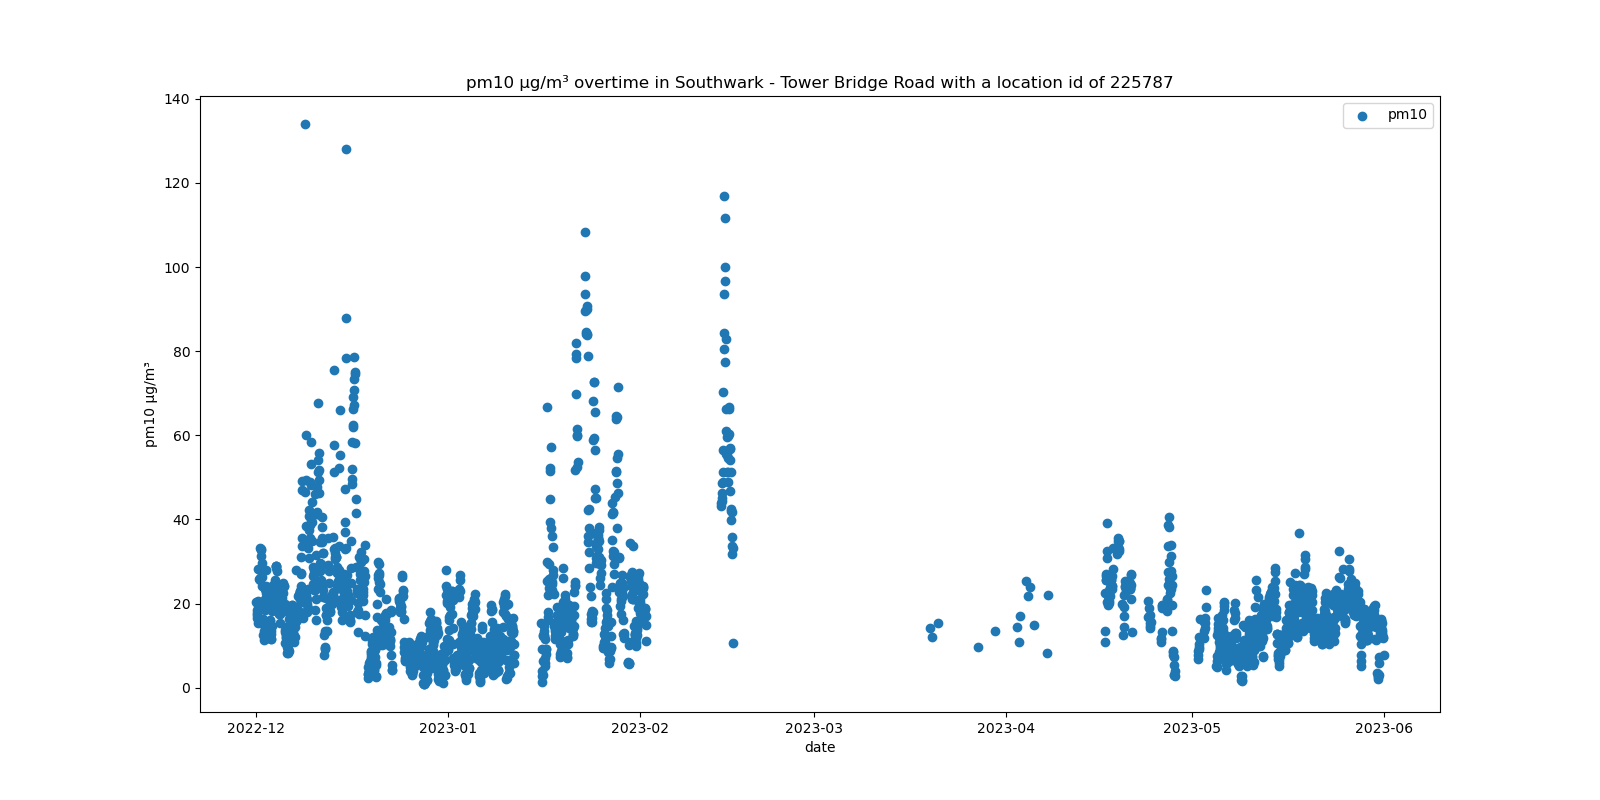 pm10 µg/m³ overtime in Southwark - Tower Bridge Road with a location id of 225787
pm10
140
120
100
80
60
40
20
0
pm10 µg/m³
2022-12 2023-01 2023-02 2023-03 2023-04 2023-05 2023-06
date